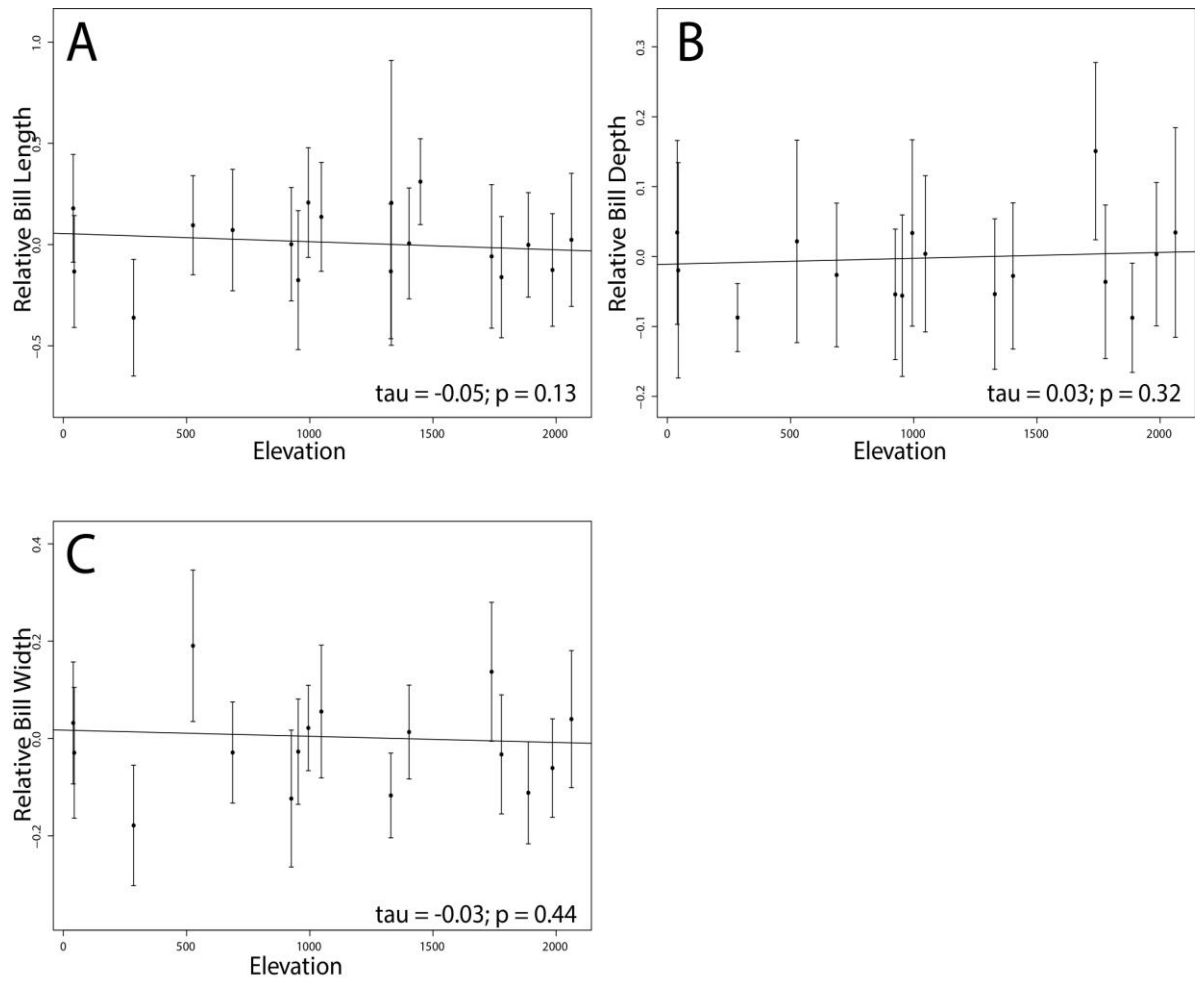 A
Relative Bill Length
1.0
0.5
0.0
−0.5
tau = -0.05; p = 0.13
0 500 1000 1500 2000
Elevation
B
Relative Bill Depth
0.3
0.2
0.1
0.0
−0.1
−0.2
tau = 0.03; p = 0.32
0 500 1000 1500 2000
Elevation
C
Relative Bill Width
0.4
0.2
0.0
−0.2
tau = -0.03; p = 0.44
0 500 1000 1500 2000
Elevation